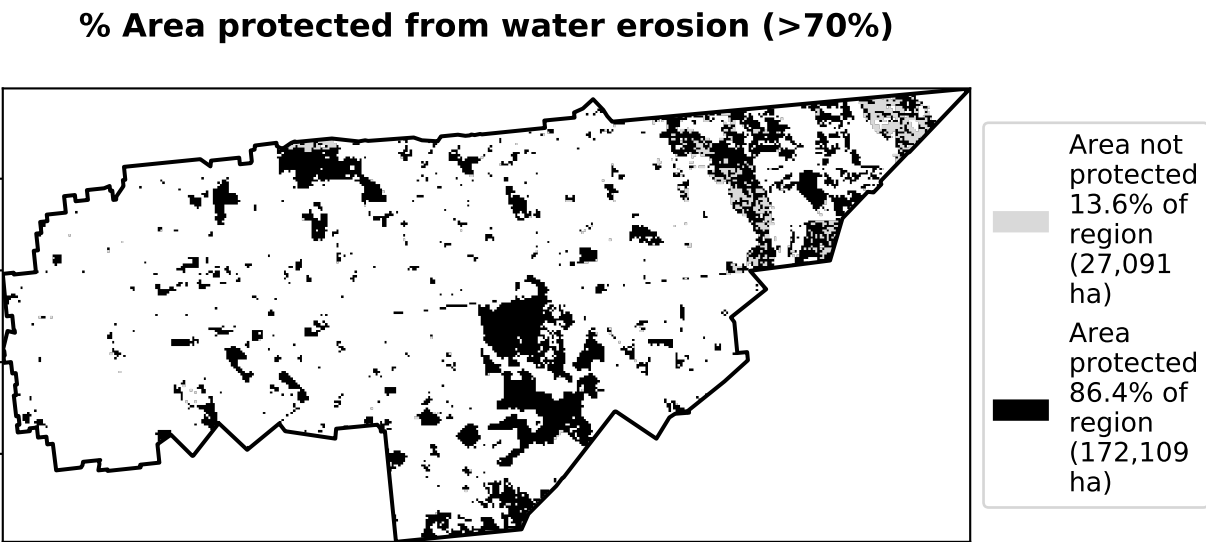 % Area protected from water erosion (>70%)
Area not
protected
13.6% of
region
(27,091
ha)
Area
protected
86.4% of
region
(172,109
ha)